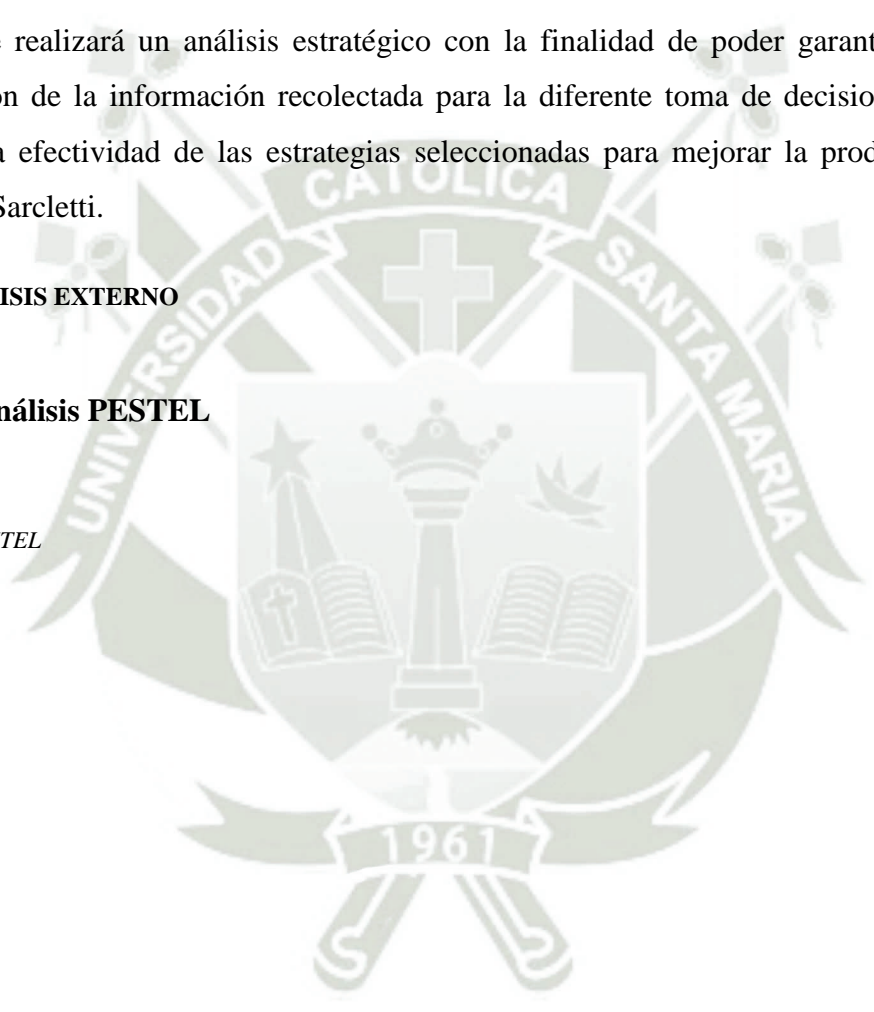 realizará un análisis estratégico con la finalidad de poder garant
ón de la información recolectada para la diferente toma de decisio
a efectividad de las estrategias seleccionadas para mejorar la prod
Sarcletti.
ISIS EXTERNO
nálisis PESTEL
TEL
UNIVERSIDAD CATOLICA SANTA MARIA
1961